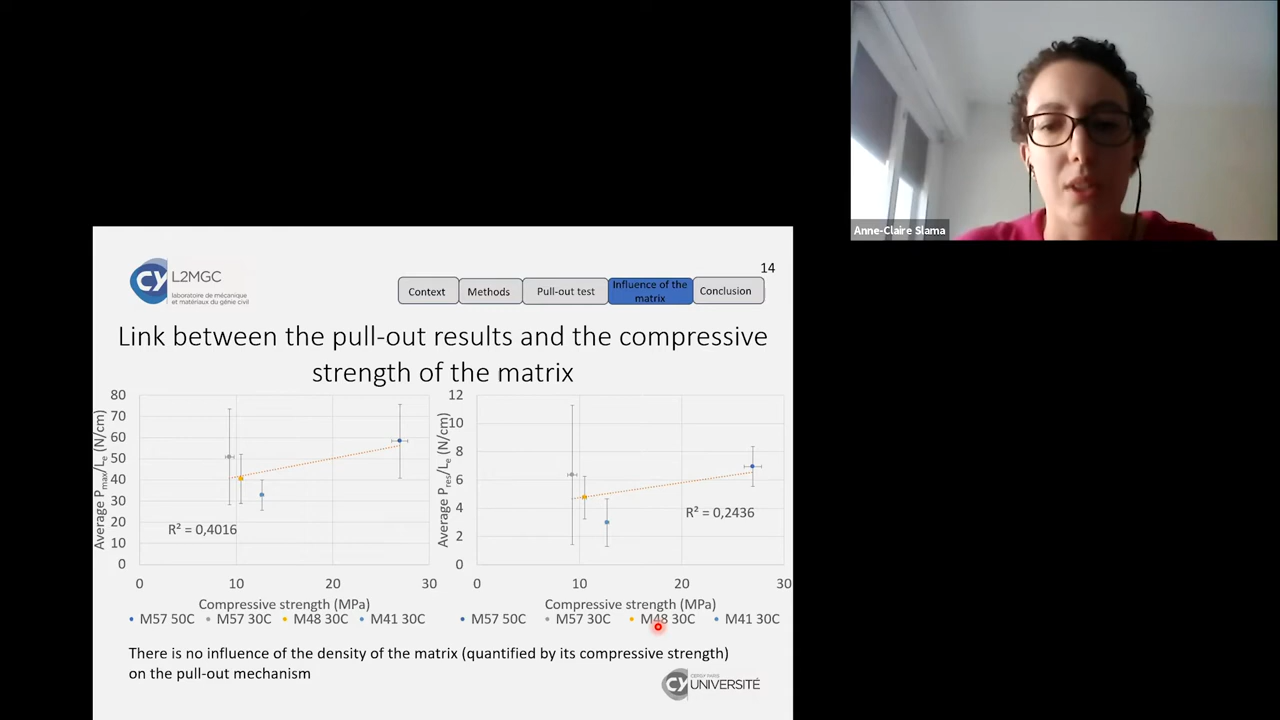 Anne-Claire Slama
14
CY L2MGC
laboratoire de mécanique
et matériaux du génie civil
Context
Methods
Pull-out test
Influence of the
matrix
Conclusion
Link between the pull-out results and the compressive
strength of the matrix
Average Pmax/Le (N/cm)
80
70
60
50
40
30
20
10
0
R² = 0,4016
0 10 20 30
Compressive strength (MPa)
M57 50C M57 30C M48 30C M41 30C
Average Pres/Le (N/cm)
12
10
8
6
4
2
0
R² = 0,2436
0 10 20 30
Compressive strength (MPa)
M57 50C M57 30C M48 30C M41 30C
There is no influence of the density of the matrix (quantified by its compressive strength)
on the pull-out mechanism
CERGY PARIS
CY UNIVERSITÉ